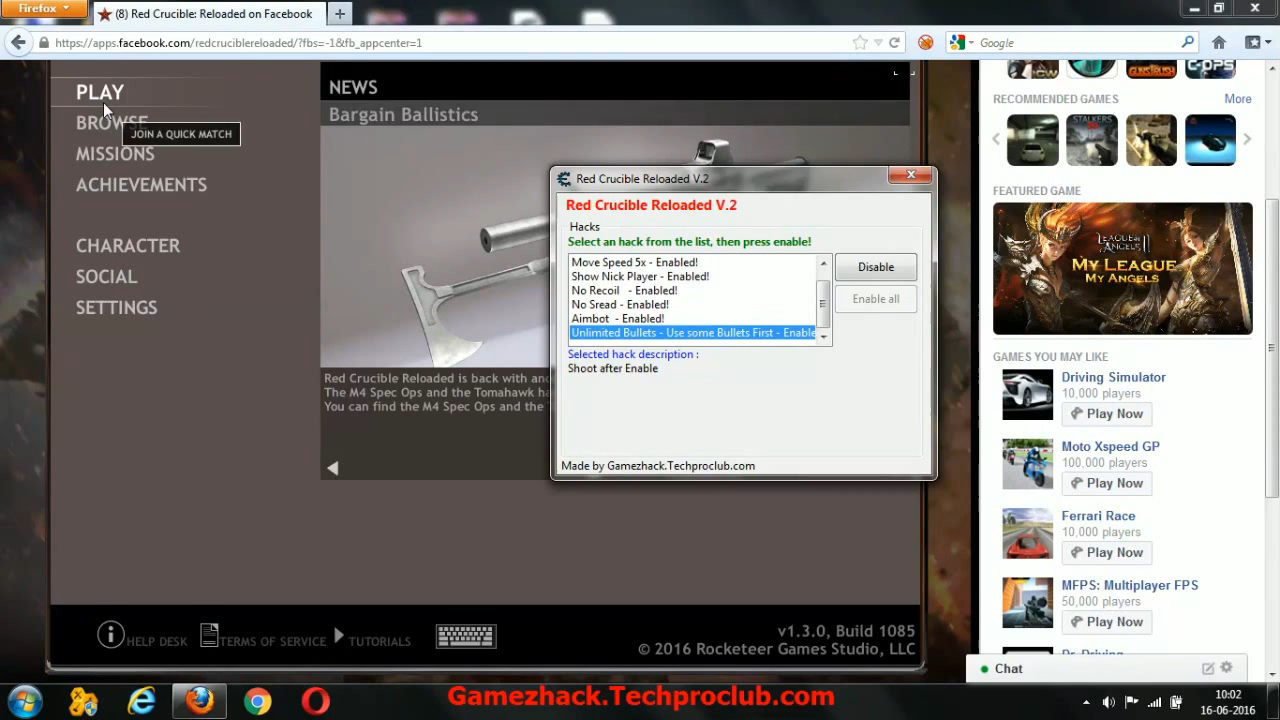 Firefox
(8) Red Crucible: Reloaded on Facebook
https://apps.facebook.com/redcruciblereloaded/?fbs=-1&fb_appcenter=1
Google
PLAY
BROWSE
JOIN A QUICK MATCH
MISSIONS
ACHIEVEMENTS
CHARACTER
SOCIAL
SETTINGS
NEWS
Bargain Ballistics
Red Crucible Reloaded is back with
The M4 Spec Ops and the Tomahawk
You can find the M4 Spec Ops and the
Red Crucible Reloaded V.2
Red Crucible Reloaded V.2
Hacks
Select an hack from the list, then press enable!
Move Speed 5x - Enabled!
Show Nick Player - Enabled!
No Recoil - Enabled!
No Sread - Enabled!
Aimbot - Enabled!
Unlimited Bullets - Use some Bullets First - Enable
Disable
Enable all
Selected hack description :
Shoot after Enable
Made by Gamezhack.Techproclub.com
HELP DESK
TERMS OF SERVICE
TUTORIALS
v1.3.0, Build 1085
© 2016 Rocketeer Games Studio, LLC
C-OPS
RECOMMENDED GAMES
More
STALKERS
FEATURED GAME
LEAGUE OF ANGELS II
MY LEAGUE
MY ANGELS
GAMES YOU MAY LIKE
Driving Simulator
10,000 players
Play Now
Moto Xspeed GP
100,000 players
Play Now
Ferrari Race
10,000 players
Play Now
MFPS: Multiplayer FPS
50,000 players
Play Now
Dr. Driving
Chat
Gamezhack.Techproclub.com
10:02
16-06-2016